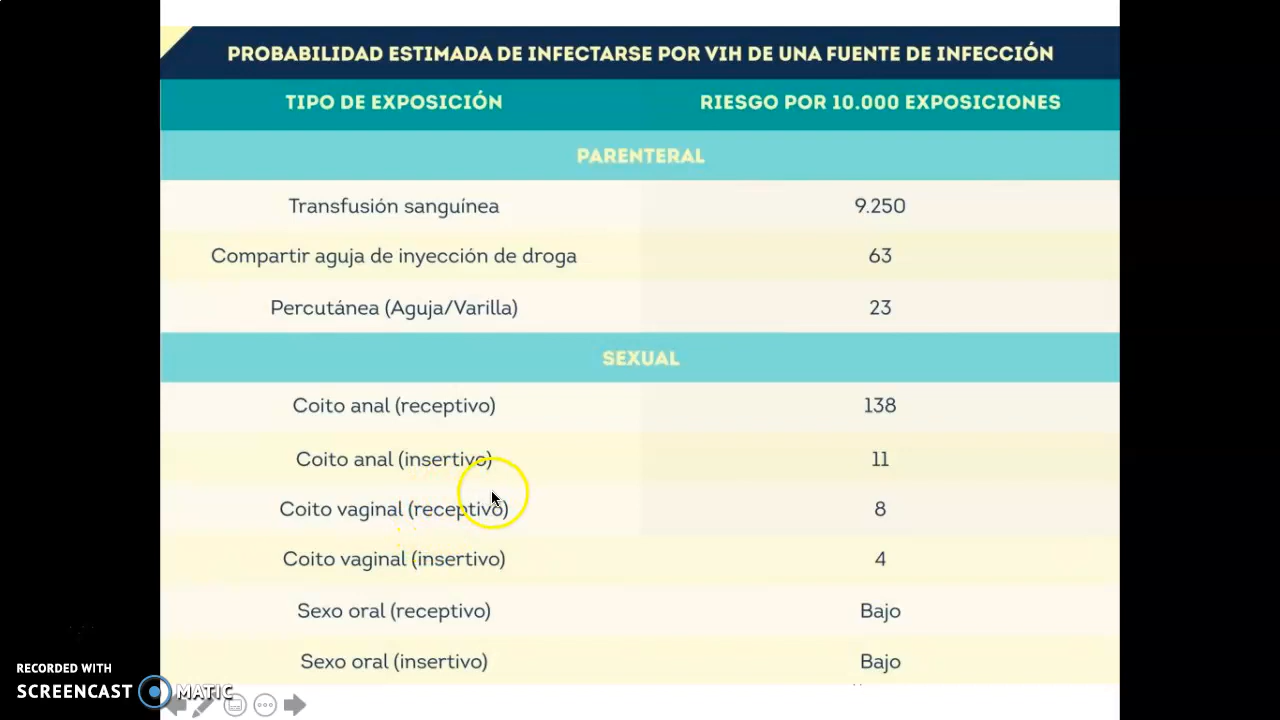 PROBABILIDAD ESTIMADA DE INFECTARSE POR VIH DE UNA FUENTE DE INFECCIÓN
TIPO DE EXPOSICIÓN RIESGO POR 10.000 EXPOSICIONES
PARENTERAL
Transfusión sanguínea 9.250
Compartir aguja de inyección de droga 63
Percutánea (Aguja/Varilla) 23
SEXUAL
Coito anal (receptivo) 138
Coito anal (insertivo) 11
Coito vaginal (receptivo) 8
Coito vaginal (insertivo) 4
Sexo oral (receptivo) Bajo
Sexo oral (insertivo) Bajo
RECORDED WITH
SCREENCAST MATIC